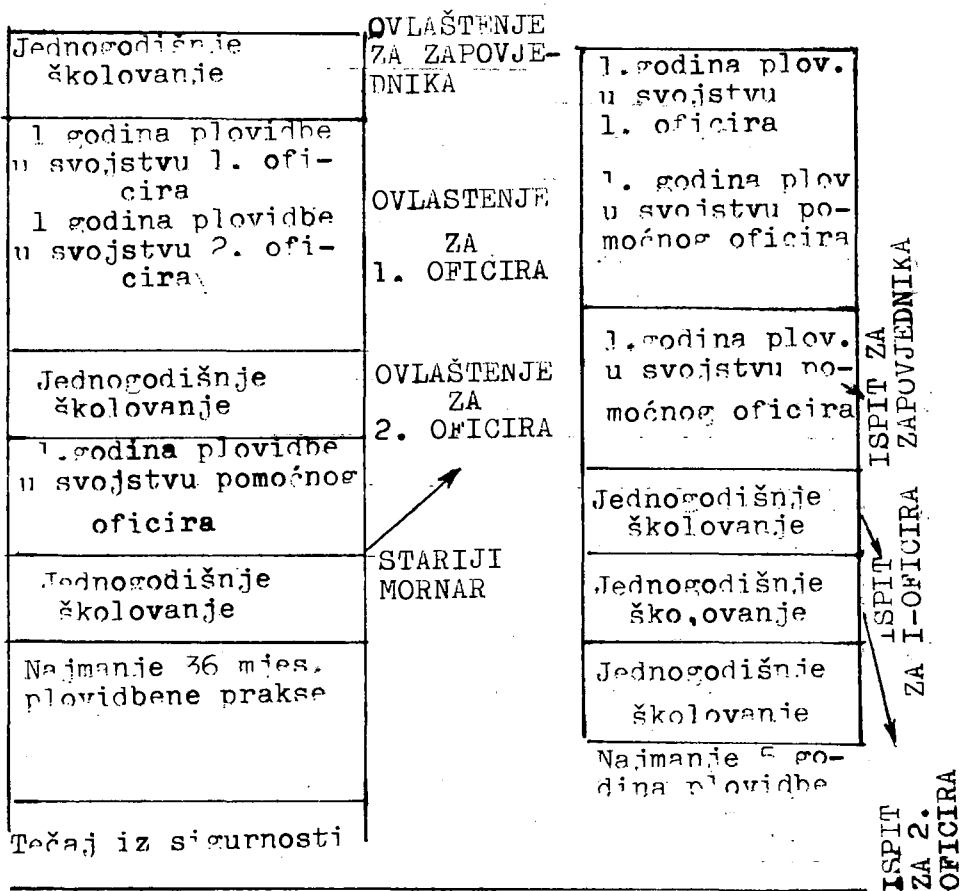 Jednogodišnje
školovanje
1 godina plovidbe
u svojstvu 1. ofi-
cira
1 godina plovidbe
u svojstvu 2. ofi-
cira
Jednogodišnje
školovanje
1.godina plovidbe
u svojstvu pomoćnog
oficira
Jednogodišnje
školovanje
Najmanje 36 mjes.
plovidbene prakse
Tečaj iz sigurnosti
OVLAŠTENJE
ZA ZAPOVJE-
DNIKA
OVLASTENJE
ZA
1. OFICIRA
OVLAŠTENJE
ZA
2. OFICIRA
STARIJI
MORNAR
1.godina plov.
u svojstvu
1. oficira
1. godina plov
u svojstvu po-
moćnog oficira
1.godina plov.
u svojstvu po-
moćnog oficira
Jednogodišnje
školovanje
Jednogodišnje
ško.ovanje
Jednogodišnje
školovanje
Najmanje 5 go-
dina plovidbe
ISPIT ZA
ZAPOVJEDNIKA
ISPIT
ZA I-OFICIRA
ISPIT
ZA 2.
OFICIRA